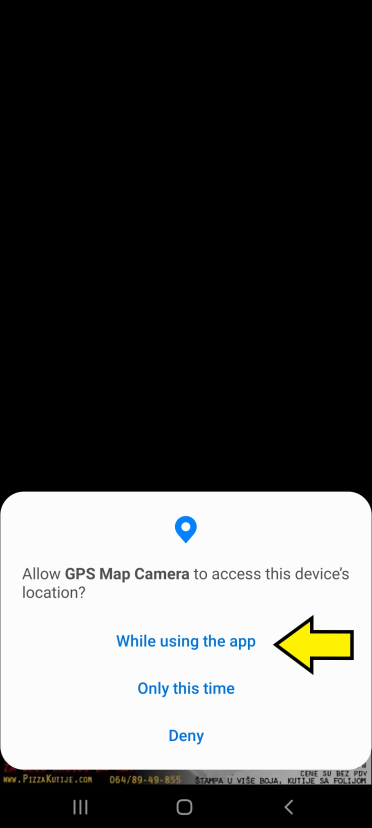 Allow GPS Map Camera to access this device's
location?
While using the app
Only this time
Deny
CENE SU BEZ PDV
www.PizzaKutije.com 064/89-49-855 ŠTAMPA U VIŠE BOJA, KUTIJE SA FOLIJOM